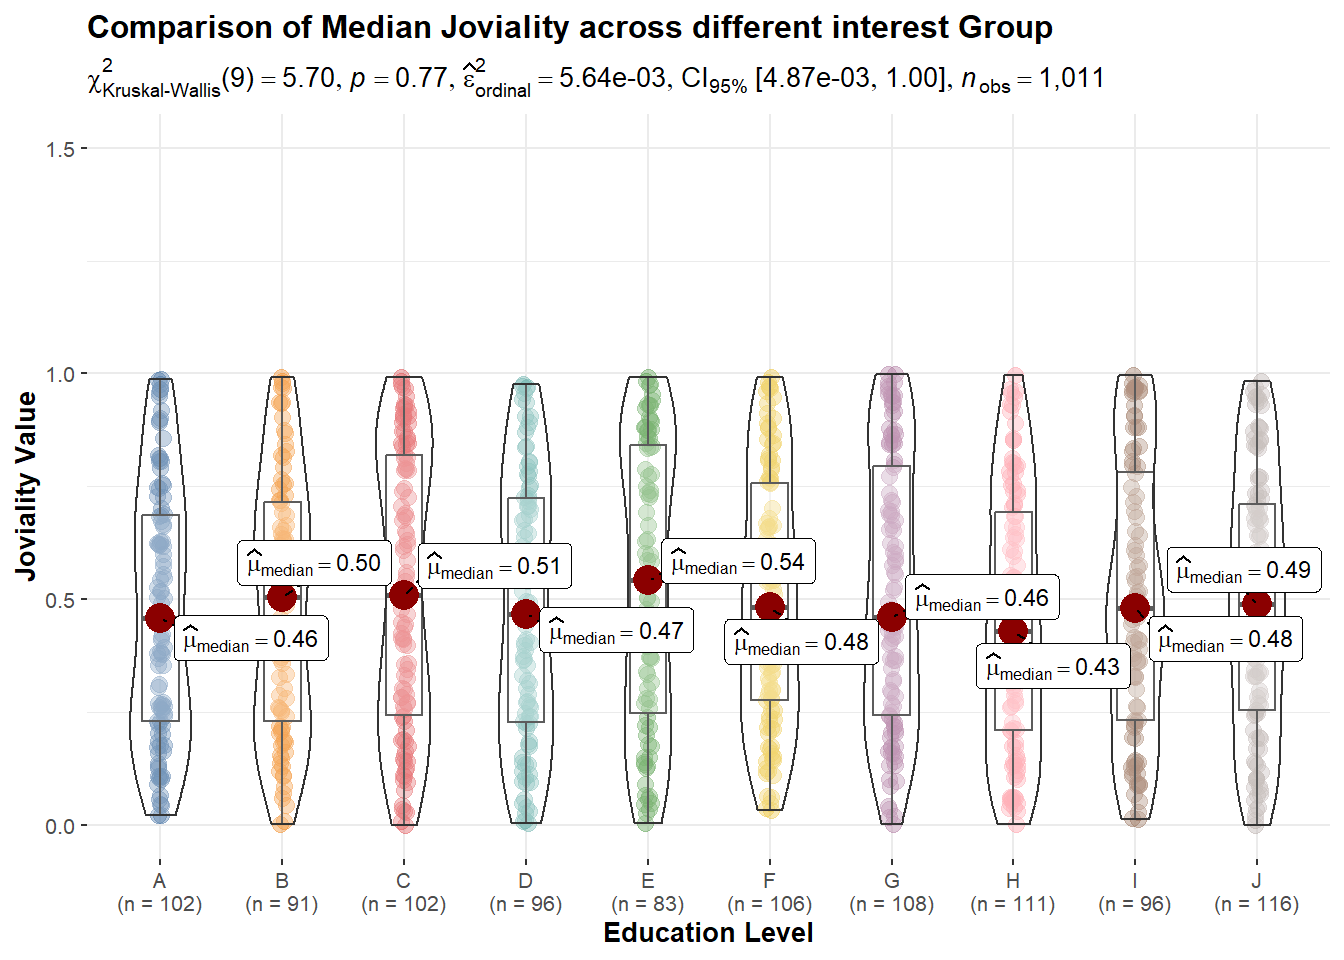 Comparison of Median Joviality across different interest Group
χ²Kruskal-Wallis(9) = 5.70, p = 0.77, ε̂²ordinal = 5.64e-03, CI95% [4.87e-03, 1.00], nobs = 1,011
1.5
1.0
0.5
0.0
Joviality Value
μ̂median = 0.46
μ̂median = 0.50
μ̂median = 0.51
μ̂median = 0.47
μ̂median = 0.54
μ̂median = 0.48
μ̂median = 0.46
μ̂median = 0.43
μ̂median = 0.48
μ̂median = 0.49
A B C D E F G H I J
(n = 102) (n = 91) (n = 102) (n = 96) (n = 83) (n = 106) (n = 108) (n = 111) (n = 96) (n = 116)
Education Level